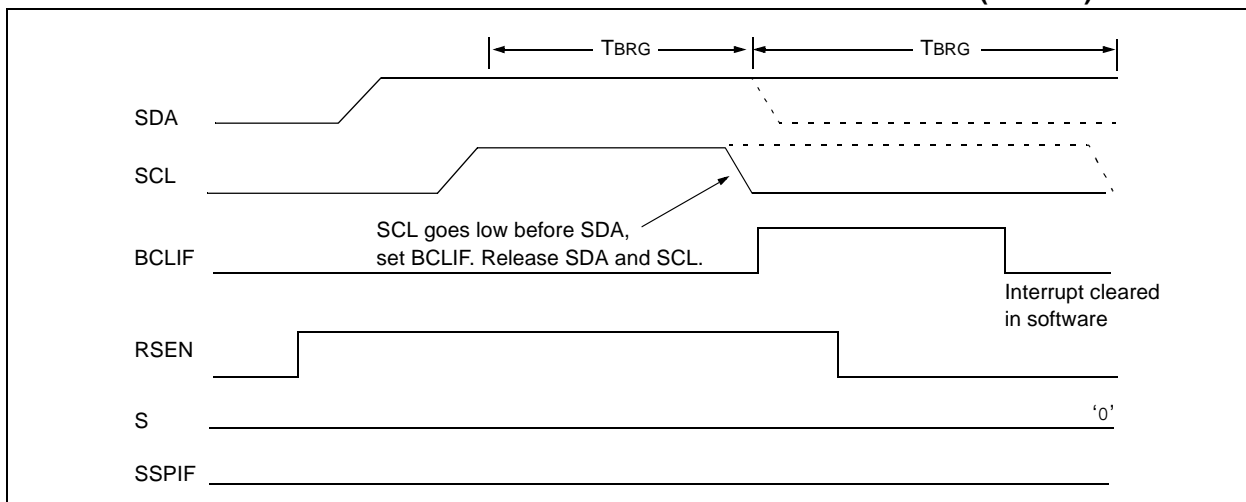 TBRG TBRG
SDA
SCL
SCL goes low before SDA,
set BCLIF. Release SDA and SCL.
BCLIF
Interrupt cleared
in software
RSEN
S ‘0’
SSPIF